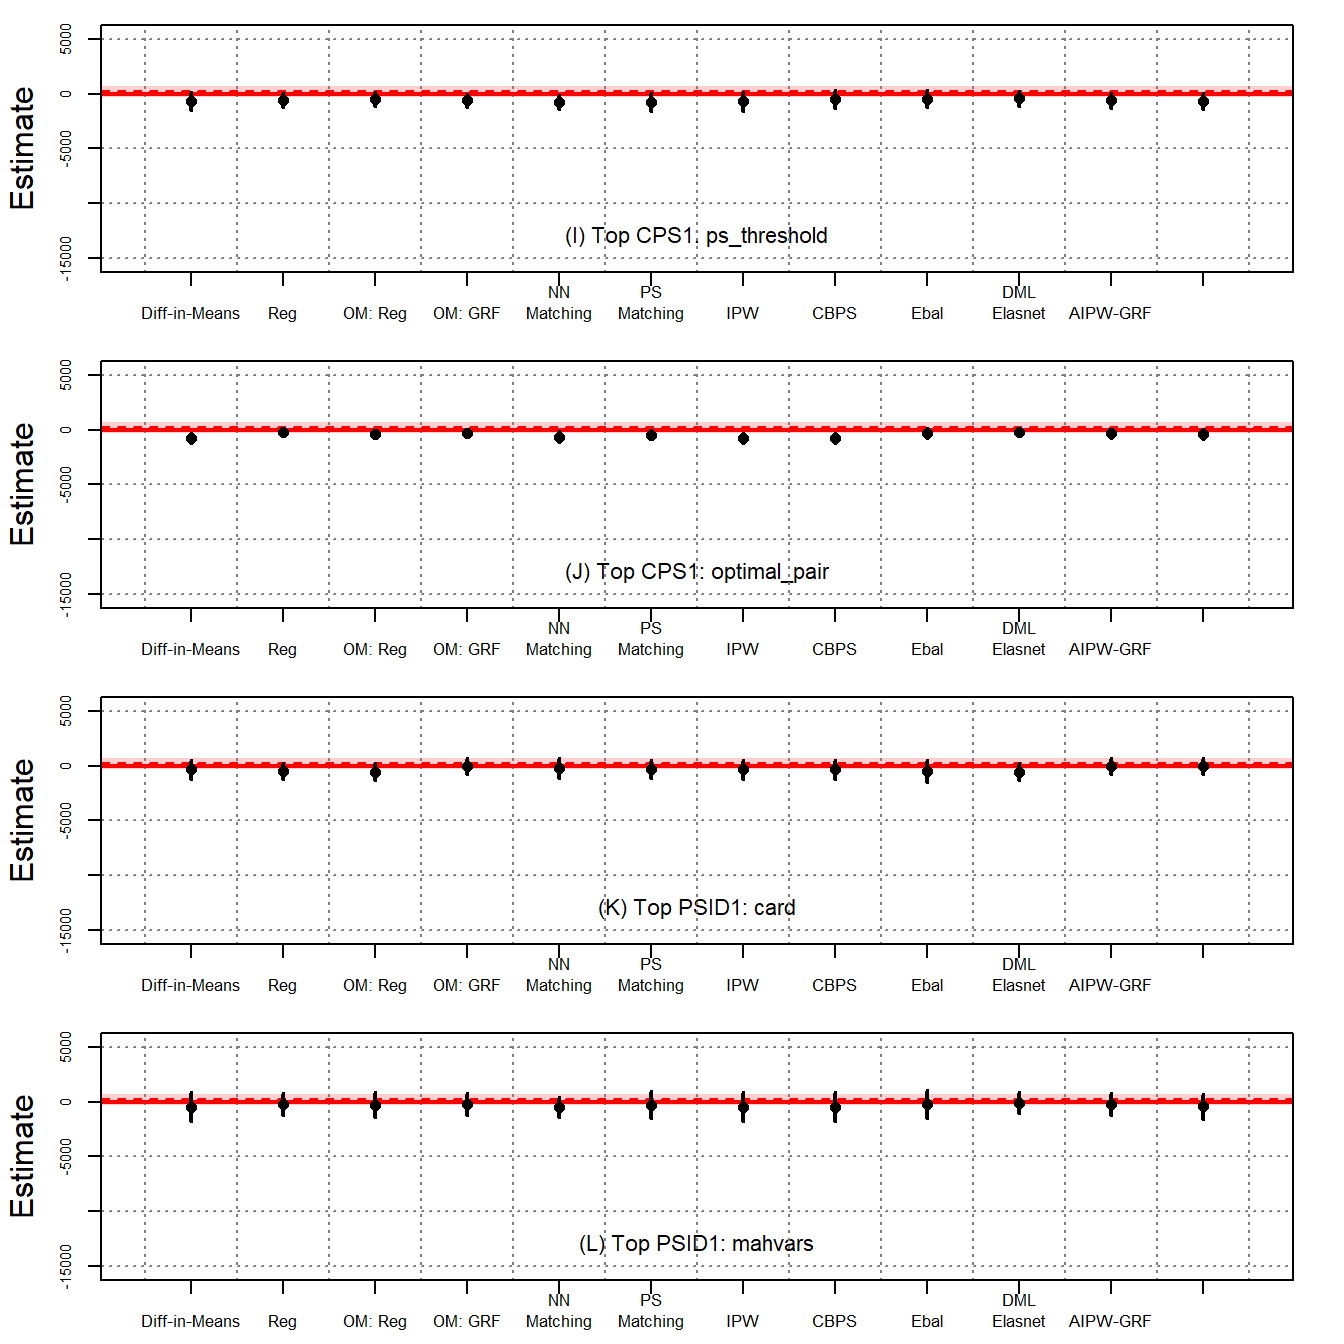 5000
0
-5000
-15000
Estimate
(I) Top CPS1: ps_threshold
NN PS DML
Diff-in-Means Reg OM: Reg OM: GRF Matching Matching IPW CBPS Ebal Elasnet AIPW-GRF
5000
0
-5000
-15000
Estimate
(J) Top CPS1: optimal_pair
NN PS DML
Diff-in-Means Reg OM: Reg OM: GRF Matching Matching IPW CBPS Ebal Elasnet AIPW-GRF
5000
0
-5000
-15000
Estimate
(K) Top PSID1: card
NN PS DML
Diff-in-Means Reg OM: Reg OM: GRF Matching Matching IPW CBPS Ebal Elasnet AIPW-GRF
5000
0
-5000
-15000
Estimate
(L) Top PSID1: mahvars
NN PS DML
Diff-in-Means Reg OM: Reg OM: GRF Matching Matching IPW CBPS Ebal Elasnet AIPW-GRF